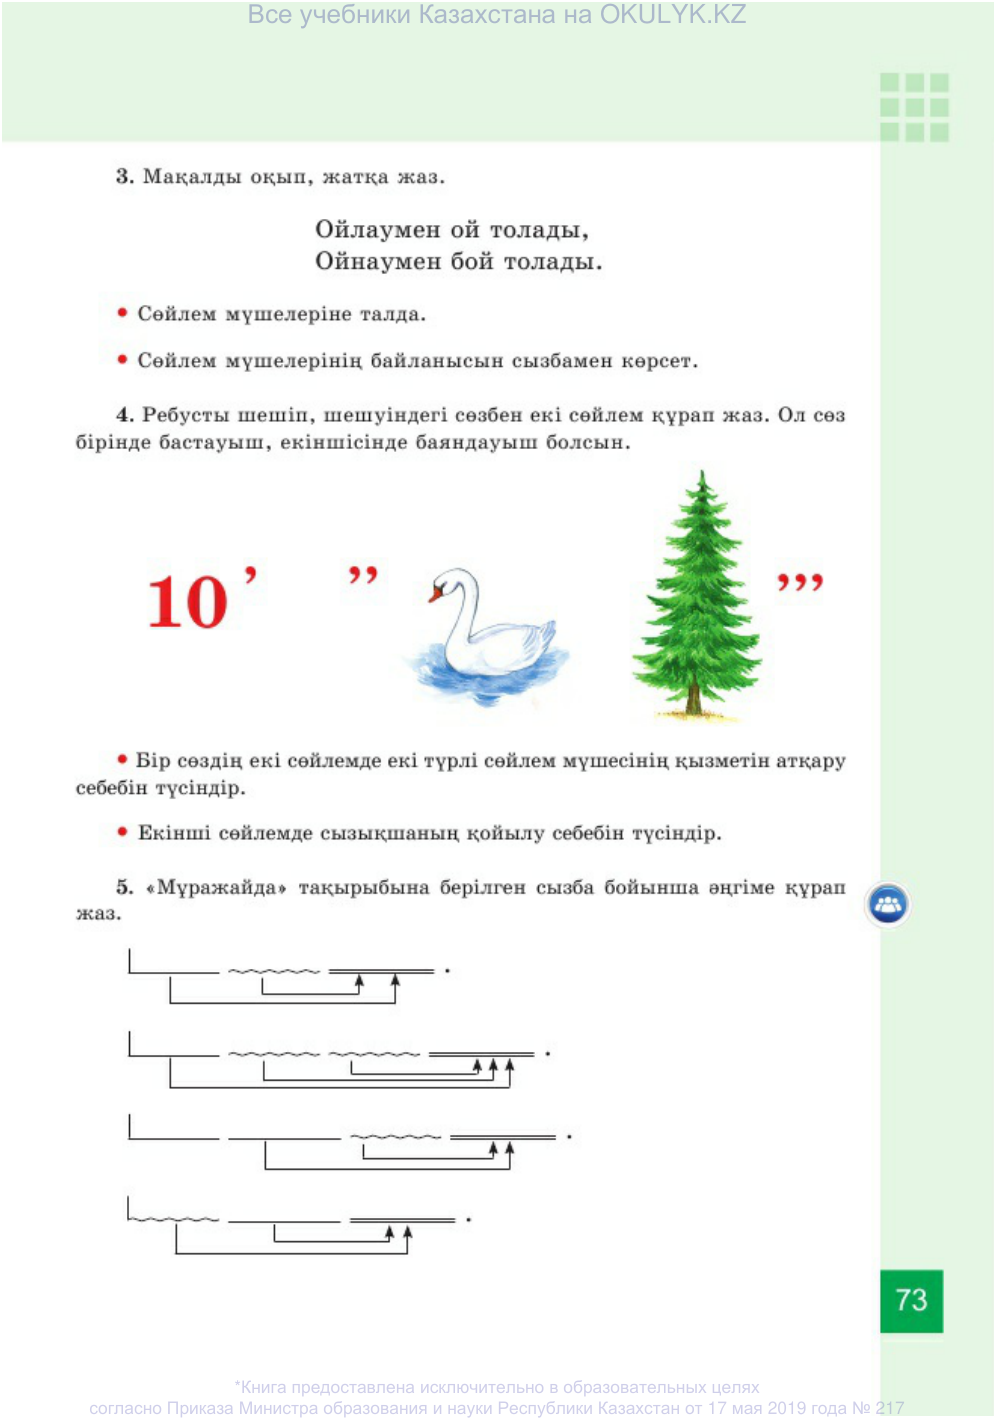 Все учебники Казахстана на OKULYK.KZ
3. Мақалды оқып, жатқа жаз.
Ойлаумен ой толады,
Ойнаумен бой толады.
• Сөйлем мүшелеріне талда.
• Сөйлем мүшелерінің байланысын сызбамен көрсет.
4. Ребусты шешіп, шешуіндегі сөзбен екі сөйлем құрап жаз. Ол сөз
бірінде бастауыш, екіншісінде баяндауыш болсын.
10 ’ ’’ ’’’
• Бір сөздің екі сөйлемде екі түрлі сөйлем мүшесінің қызметін атқару
себебін түсіндір.
• Екінші сөйлемде сызықшаның қойылу себебін түсіндір.
5. «Мұражайда» тақырыбына берілген сызба бойынша әңгіме құрап
жаз.
73
*Книга предоставлена исключительно в образовательных целях
согласно Приказа Министра образования и науки Республики Казахстан от 17 мая 2019 года № 217